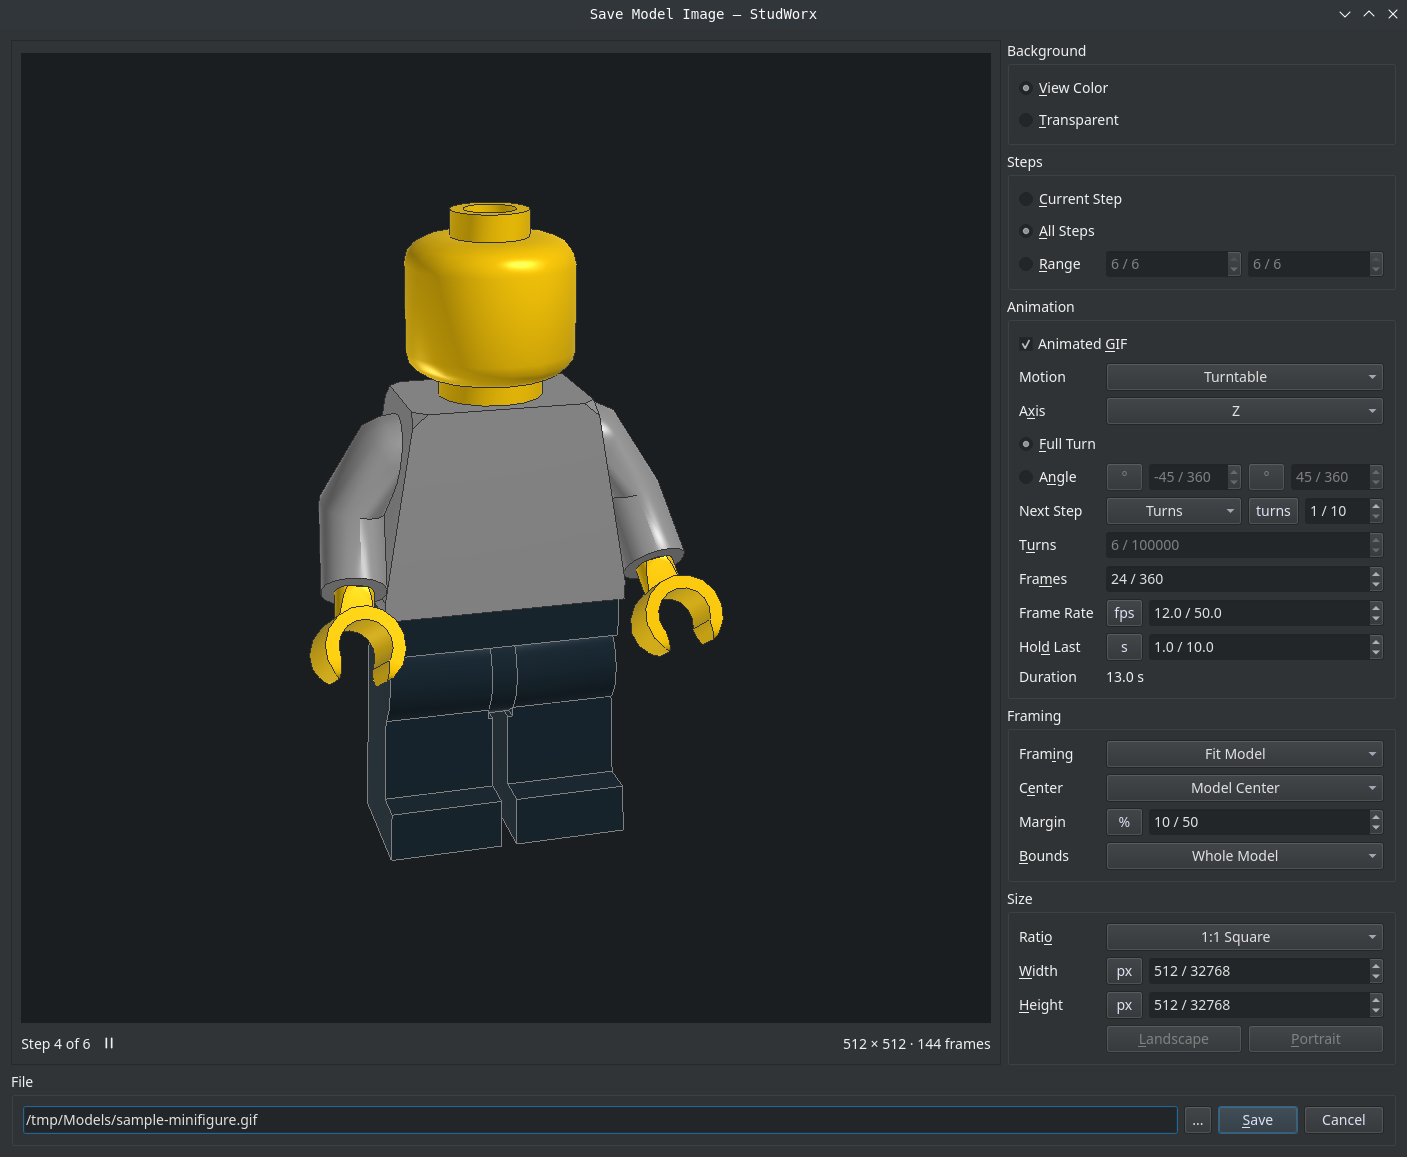 Save Model Image — StudWorx
Background
View Color
Transparent
Steps
Current Step
All Steps
Range 6 / 6 6 / 6
Animation
Animated GIF
Motion Turntable
Axis Z
Full Turn
Angle ° -45 / 360 ° 45 / 360
Next Step Turns turns 1 / 10
Turns 6 / 100000
Frames 24 / 360
Frame Rate fps 12.0 / 50.0
Hold Last s 1.0 / 10.0
Duration 13.0 s
Framing
Framing Fit Model
Center Model Center
Margin % 10 / 50
Bounds Whole Model
Size
Ratio 1:1 Square
Width px 512 / 32768
Height px 512 / 32768
Landscape Portrait
Step 4 of 6 512 × 512 · 144 frames
File
/tmp/Models/sample-minifigure.gif ... Save Cancel